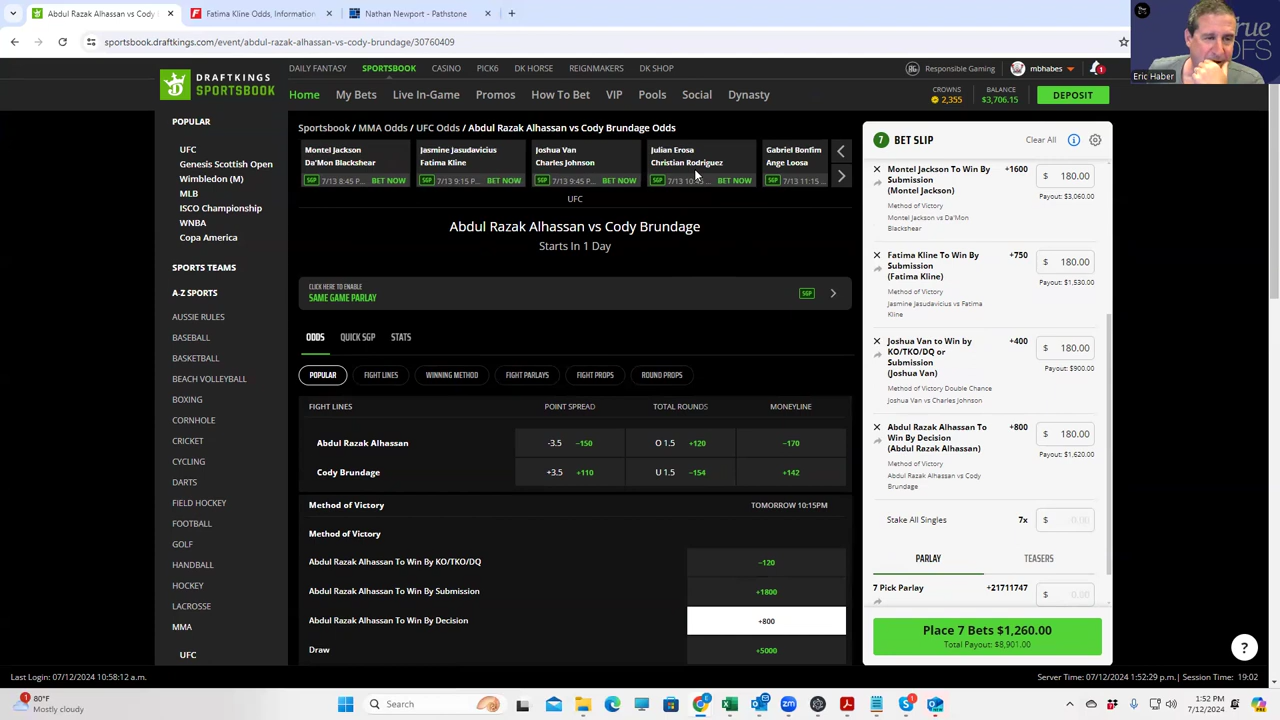 Abdul Razak Alhassan vs Cody B
Fatima Kline Odds, Information
Nathan Newport - Pathstone
sportsbook.draftkings.com/event/abdul-razak-alhassan-vs-cody-brundage/30760409
Eric Haber
DRAFTKINGS
SPORTSBOOK
DAILY FANTASY SPORTSBOOK CASINO PICK6 DK HORSE REIGNMAKERS DK SHOP
Responsible Gaming
mbhabes
1
Home My Bets Live In-Game Promos How To Bet VIP Pools Social Dynasty
CROWNS
2,355
BALANCE
$3,706.15
DEPOSIT
POPULAR
UFC
Genesis Scottish Open
Wimbledon (M)
MLB
ISCO Championship
WNBA
Copa America
SPORTS TEAMS
A-Z SPORTS
AUSSIE RULES
BASEBALL
BASKETBALL
BEACH VOLLEYBALL
BOXING
CORNHOLE
CRICKET
CYCLING
DARTS
FIELD HOCKEY
FOOTBALL
GOLF
HANDBALL
HOCKEY
LACROSSE
MMA
UFC
Sportsbook / MMA Odds / UFC Odds / Abdul Razak Alhassan vs Cody Brundage Odds
Montel Jackson
Da'Mon Blackshear
SGP 7/13 8:45 P... BET NOW
Jasmine Jasudavicius
Fatima Kline
SGP 7/13 9:15 P... BET NOW
Joshua Van
Charles Johnson
SGP 7/13 9:45 P... BET NOW
Julian Erosa
Christian Rodriguez
SGP 7/13 10:45 ... BET NOW
Gabriel Bonfim
Ange Loosa
SGP 7/13 11:15 ...
UFC
Abdul Razak Alhassan vs Cody Brundage
Starts In 1 Day
CLICK HERE TO ENABLE
SAME GAME PARLAY
SGP
ODDS QUICK SGP STATS
POPULAR FIGHT LINES WINNING METHOD FIGHT PARLAYS FIGHT PROPS ROUND PROPS
FIGHT LINES POINT SPREAD TOTAL ROUNDS MONEYLINE
Abdul Razak Alhassan -3.5 −150 O 1.5 +120 −170
Cody Brundage +3.5 +110 U 1.5 −154 +142
Method of Victory TOMORROW 10:15PM
Method of Victory
Abdul Razak Alhassan To Win By KO/TKO/DQ −120
Abdul Razak Alhassan To Win By Submission +1800
Abdul Razak Alhassan To Win By Decision +800
Draw +5000
7 BET SLIP Clear All
Montel Jackson To Win By +1600
Submission
(Montel Jackson)
$ 180.00
Payout: $3,060.00
Method of Victory
Montel Jackson vs Da'Mon
Blackshear
Fatima Kline To Win By +750
Submission
(Fatima Kline)
$ 180.00
Payout: $1,530.00
Method of Victory
Jasmine Jasudavicius vs Fatima
Kline
Joshua Van to Win by +400
KO/TKO/DQ or
Submission
(Joshua Van)
$ 180.00
Payout: $900.00
Method of Victory Double Chance
Joshua Van vs Charles Johnson
Abdul Razak Alhassan To +800
Win By Decision
(Abdul Razak Alhassan)
$ 180.00
Payout: $1,620.00
Method of Victory
Abdul Razak Alhassan vs Cody
Brundage
Stake All Singles 7x $ 0.00
PARLAY TEASERS
7 Pick Parlay +21711747 $ 0.00
Place 7 Bets $1,260.00
Total Payout: $8,901.00
?
Last Login: 07/12/2024 10:58:12 a.m. Server Time: 07/12/2024 1:52:29 p.m. Session Time: 19:02
1
80°F
Mostly cloudy
Search
1:52 PM
7/12/2024